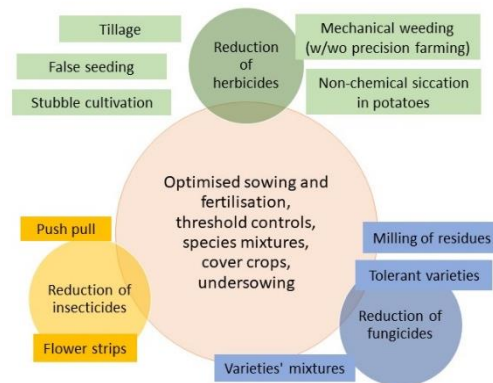 Tillage
False seeding
Stubble cultivation
Reduction of
herbicides
Mechanical weeding
(w/wo precision farming)
Non-chemical siccation
in potatoes
Optimised sowing and
fertilisation,
threshold controls,
species mixtures,
cover crops,
undersowing
Push pull
Reduction of
insecticides
Flower strips
Milling of residues
Tolerant varieties
Reduction of
fungicides
Varieties' mixtures